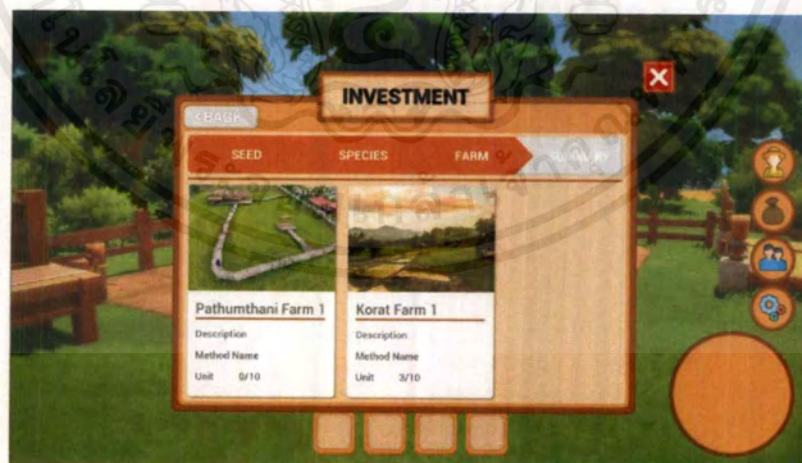 INVESTMENT
<BACK
SEED SPECIES FARM SUMMARY
Pathumthani Farm 1
Description
Method Name
Unit 0/10
Korat Farm 1
Description
Method Name
Unit 3/10